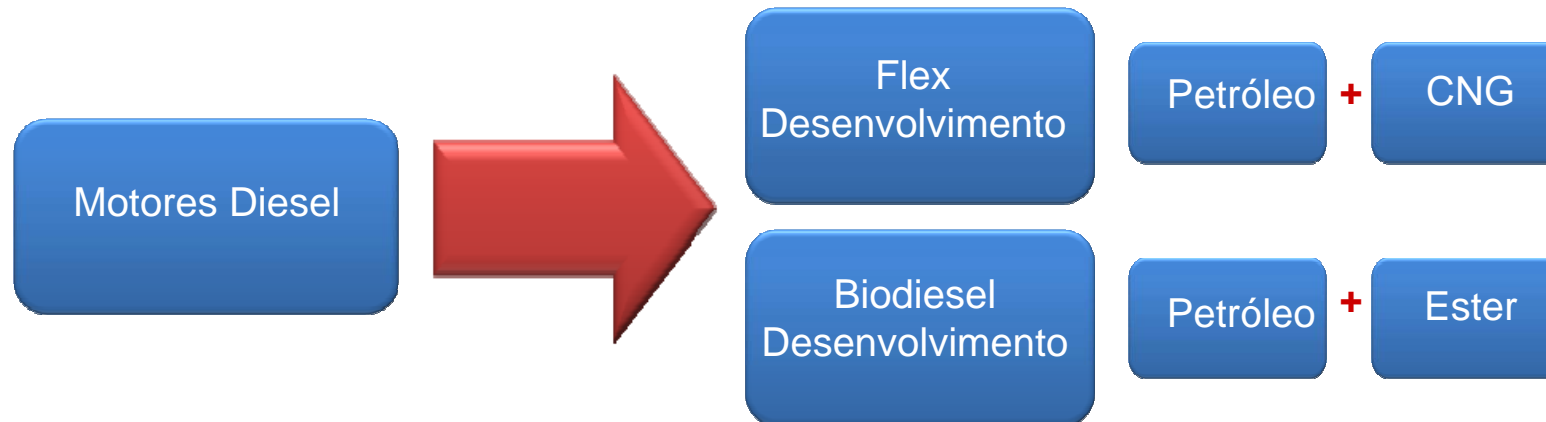 Motores Diesel
Flex
Desenvolvimento
Petróleo + CNG
Biodiesel
Desenvolvimento
Petróleo + Ester